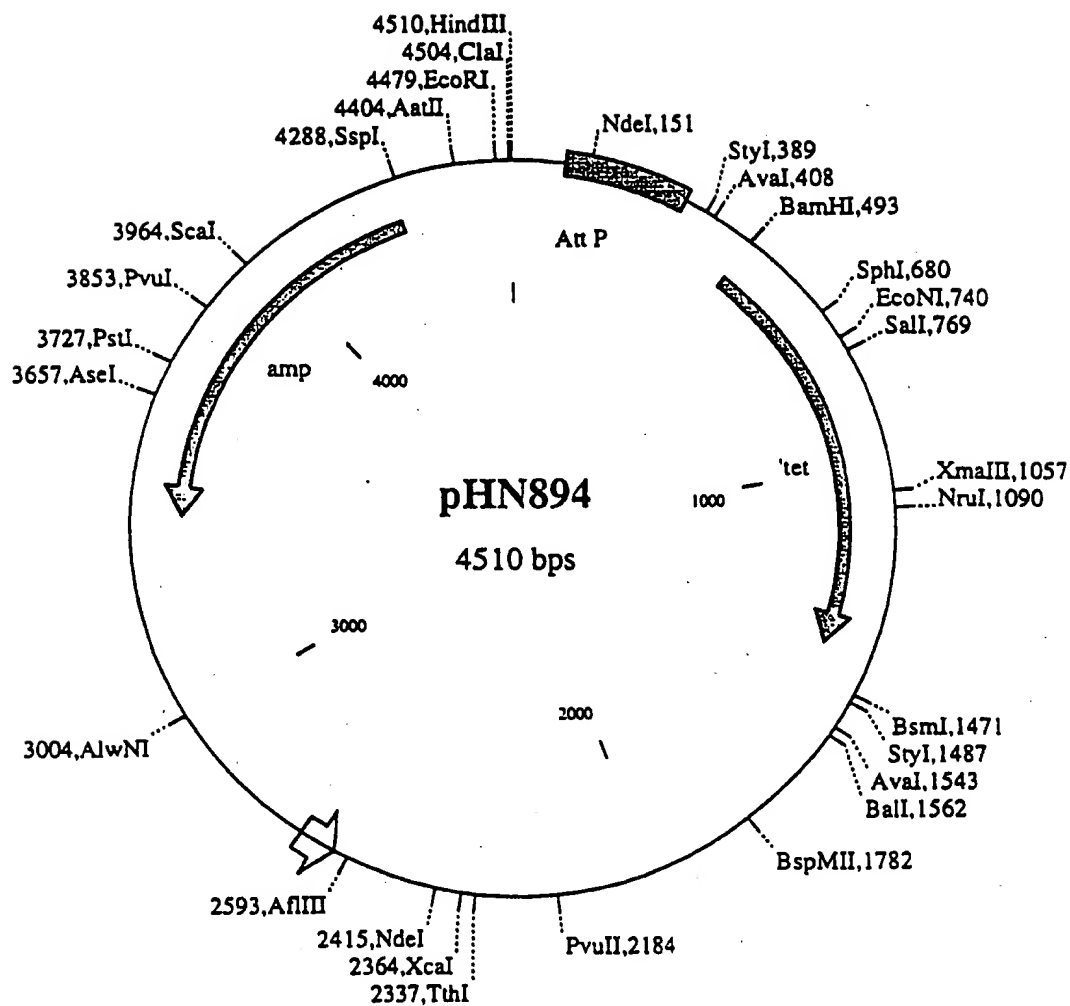 4510,HindIII
4504,ClaI
4479,EcoRI
4404,AatII
4288,SspI
3964,ScaI
3853,PvuI
3727,PstI
3657,AseI
NdeI,151
StyI,389
AvaI,408
BamHI,493
SphI,680
EcoNI,740
SalI,769
Att P
amp
4000
'tet
1000
XmaIII,1057
NruI,1090
pHN894
4510 bps
3000
2000
3004,AlwNI
BsmI,1471
StyI,1487
AvaI,1543
BalI,1562
BspMII,1782
2593,AflIII
2415,NdeI
2364,XcaI
2337,TthI
PvuII,2184